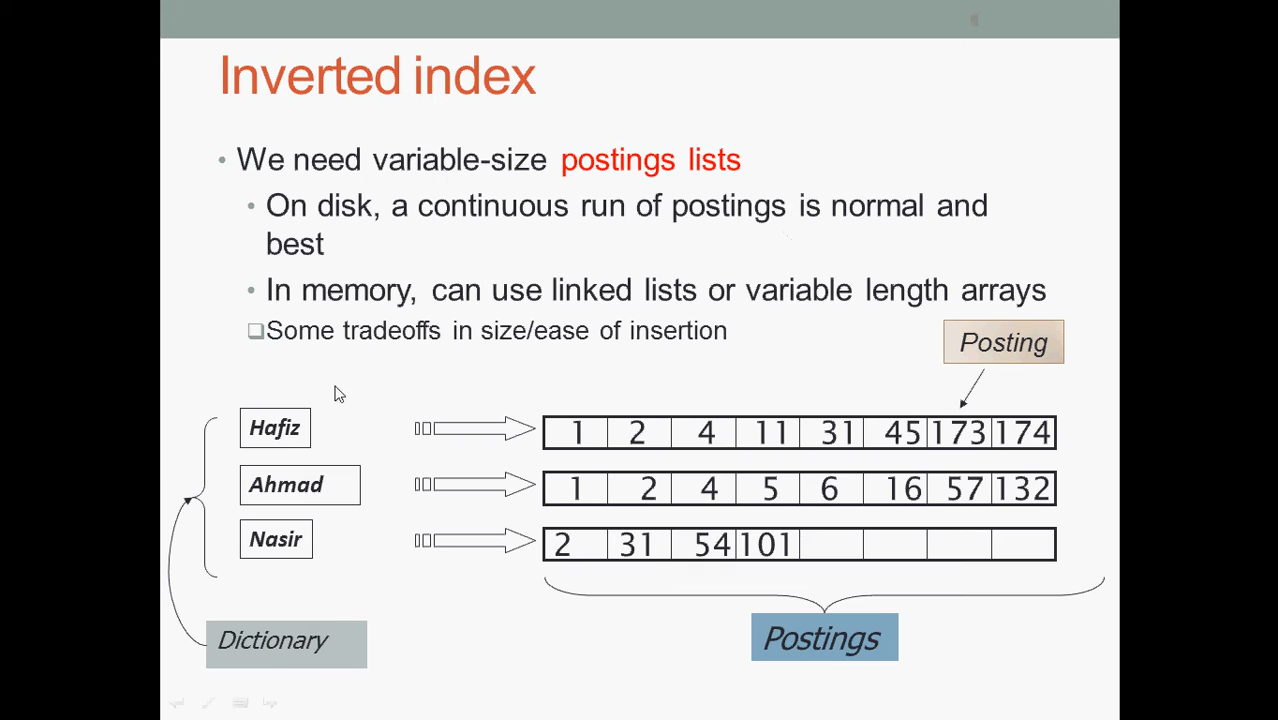 Inverted index
• We need variable-size postings lists
• On disk, a continuous run of postings is normal and
best
• In memory, can use linked lists or variable length arrays
❑Some tradeoffs in size/ease of insertion
Posting
Hafiz 1 2 4 11 31 45 173 174
Ahmad 1 2 4 5 6 16 57 132
Nasir 2 31 54 101
Dictionary
Postings